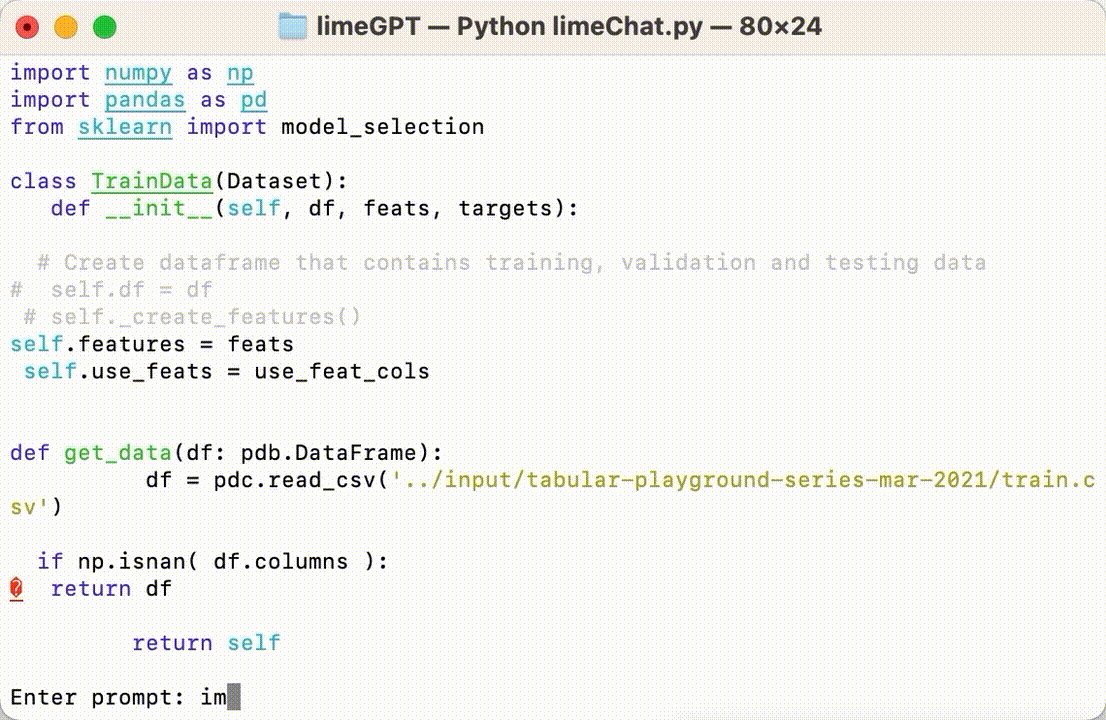 limeGPT — Python limeChat.py — 80×24
import numpy as np
import pandas as pd
from sklearn import model_selection
class TrainData(Dataset):
   def __init__(self, df, feats, targets):
  # Create dataframe that contains training, validation and testing data
#  self.df = df
 # self._create_features()
self.features = feats
 self.use_feats = use_feat_cols
def get_data(df: pdb.DataFrame):
          df = pdc.read_csv('../input/tabular-playground-series-mar-2021/train.c
sv')
  if np.isnan( df.columns ):
�  return df
         return self
Enter prompt: im